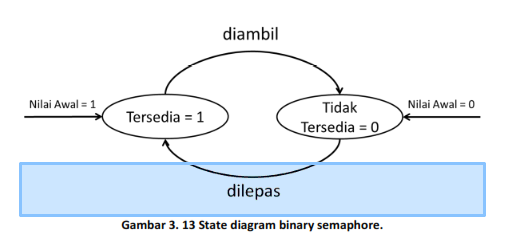 diambil
Nilai Awal = 1
Tersedia = 1
Tidak
Tersedia = 0
Nilai Awal = 0
dilepas
Gambar 3. 13 State diagram binary semaphore.